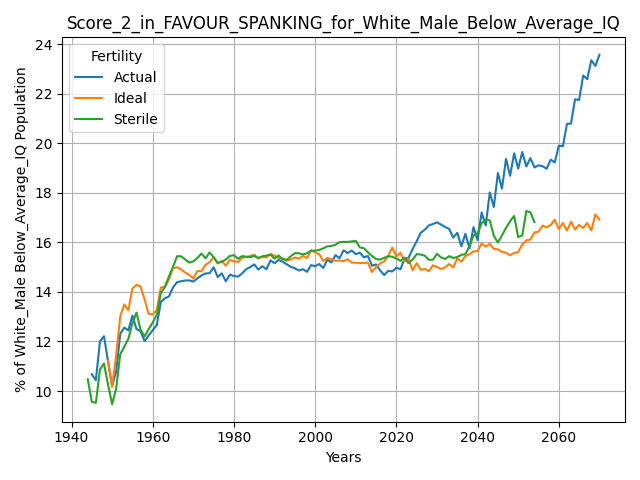 Score_2_in_FAVOUR_SPANKING_for_White_Male_Below_Average_IQ
% of White_Male Below_Average_IQ Population
24
22
20
18
16
14
12
10
Fertility
Actual
Ideal
Sterile
1940
1960
1980
2000
2020
2040
2060
Years